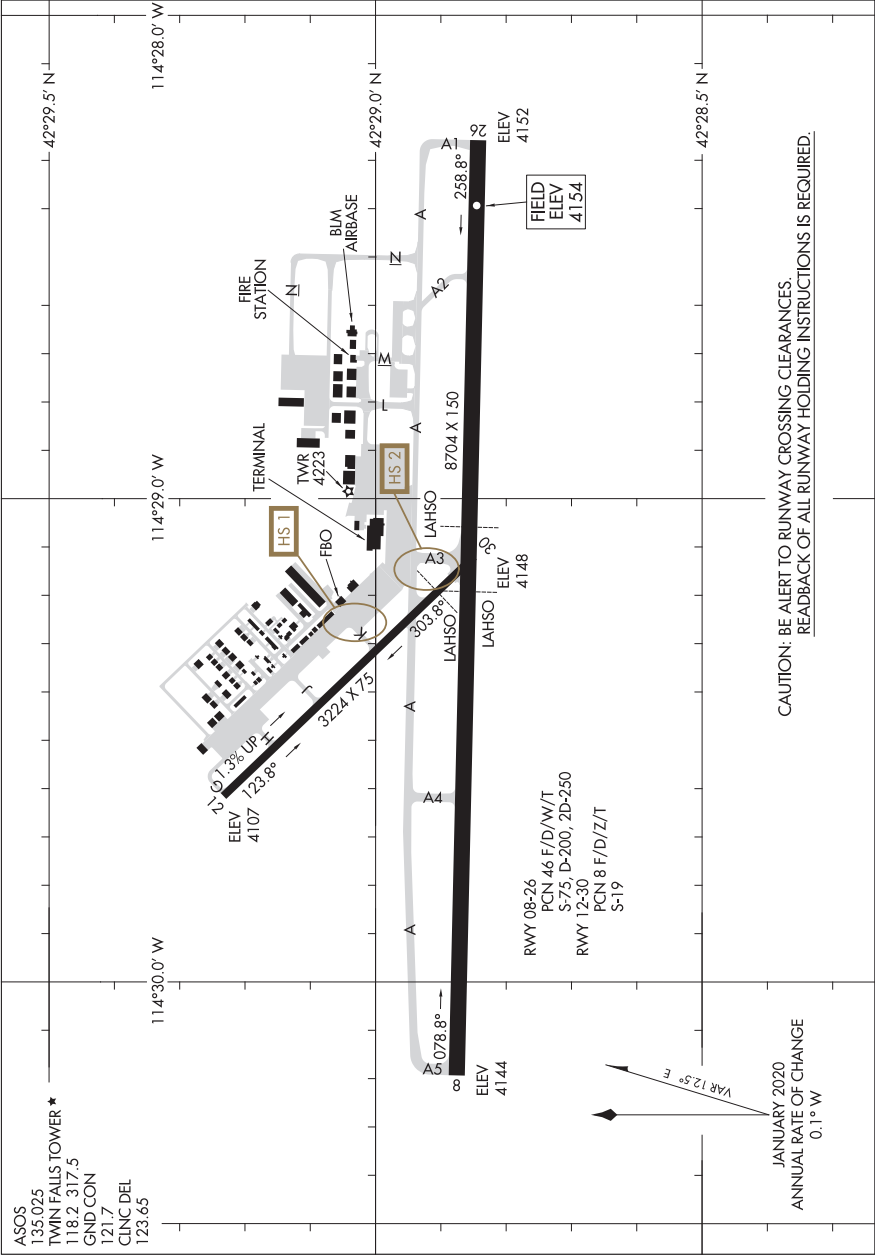 ASOS
135.025
TWIN FALLS TOWER ★
118.2 317.5
GND CON
121.7
CLNC DEL
123.65
114°30.0' W
114°29.0' W
114°28.0' W
42°29.5' N
42°29.0' N
42°28.5' N
HS 1
FBO
TERMINAL
TWR
4223
FIRE
STATION
BLM
AIRBASE
HS 2
N
N
M
L
K
J
H
G
12
1.3% UP
123.8°
ELEV
4107
3224 X 75
303.8°
30
ELEV
4148
LAHSO
LAHSO
LAHSO
A
A
A
A
A1
A2
A3
A4
A5
8
078.8°
ELEV
4144
8704 X 150
258.8°
26
ELEV
4152
FIELD
ELEV
4154
RWY 08-26
PCN 46 F/D/W/T
S-75, D-200, 2D-250
RWY 12-30
PCN 8 F/D/Z/T
S-19
VAR 12.5° E
JANUARY 2020
ANNUAL RATE OF CHANGE
0.1° W
CAUTION: BE ALERT TO RUNWAY CROSSING CLEARANCES.
READBACK OF ALL RUNWAY HOLDING INSTRUCTIONS IS REQUIRED.